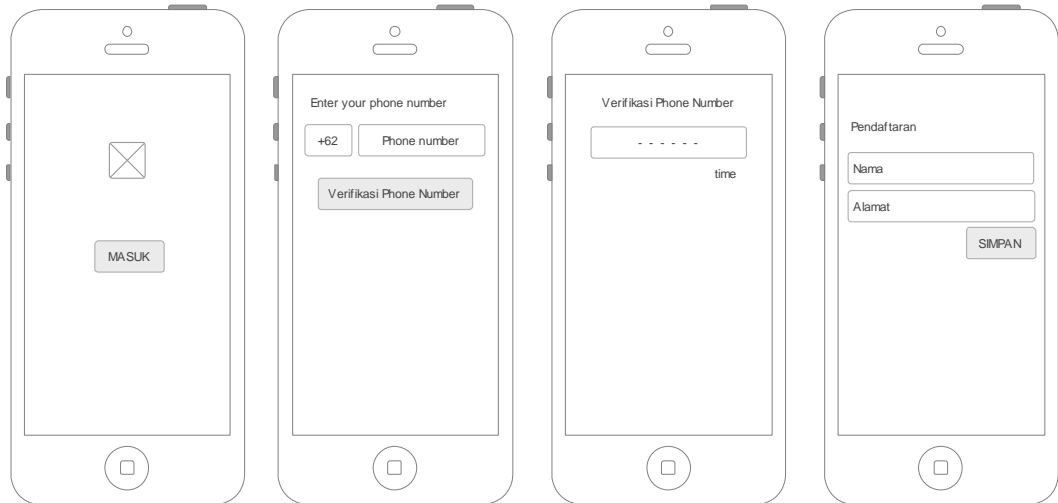 MASUK
Enter your phone number
+62
Phone number
Verifikasi Phone Number
Verifikasi Phone Number
- - - - - -
time
Pendaftaran
Nama
Alamat
SIMPAN